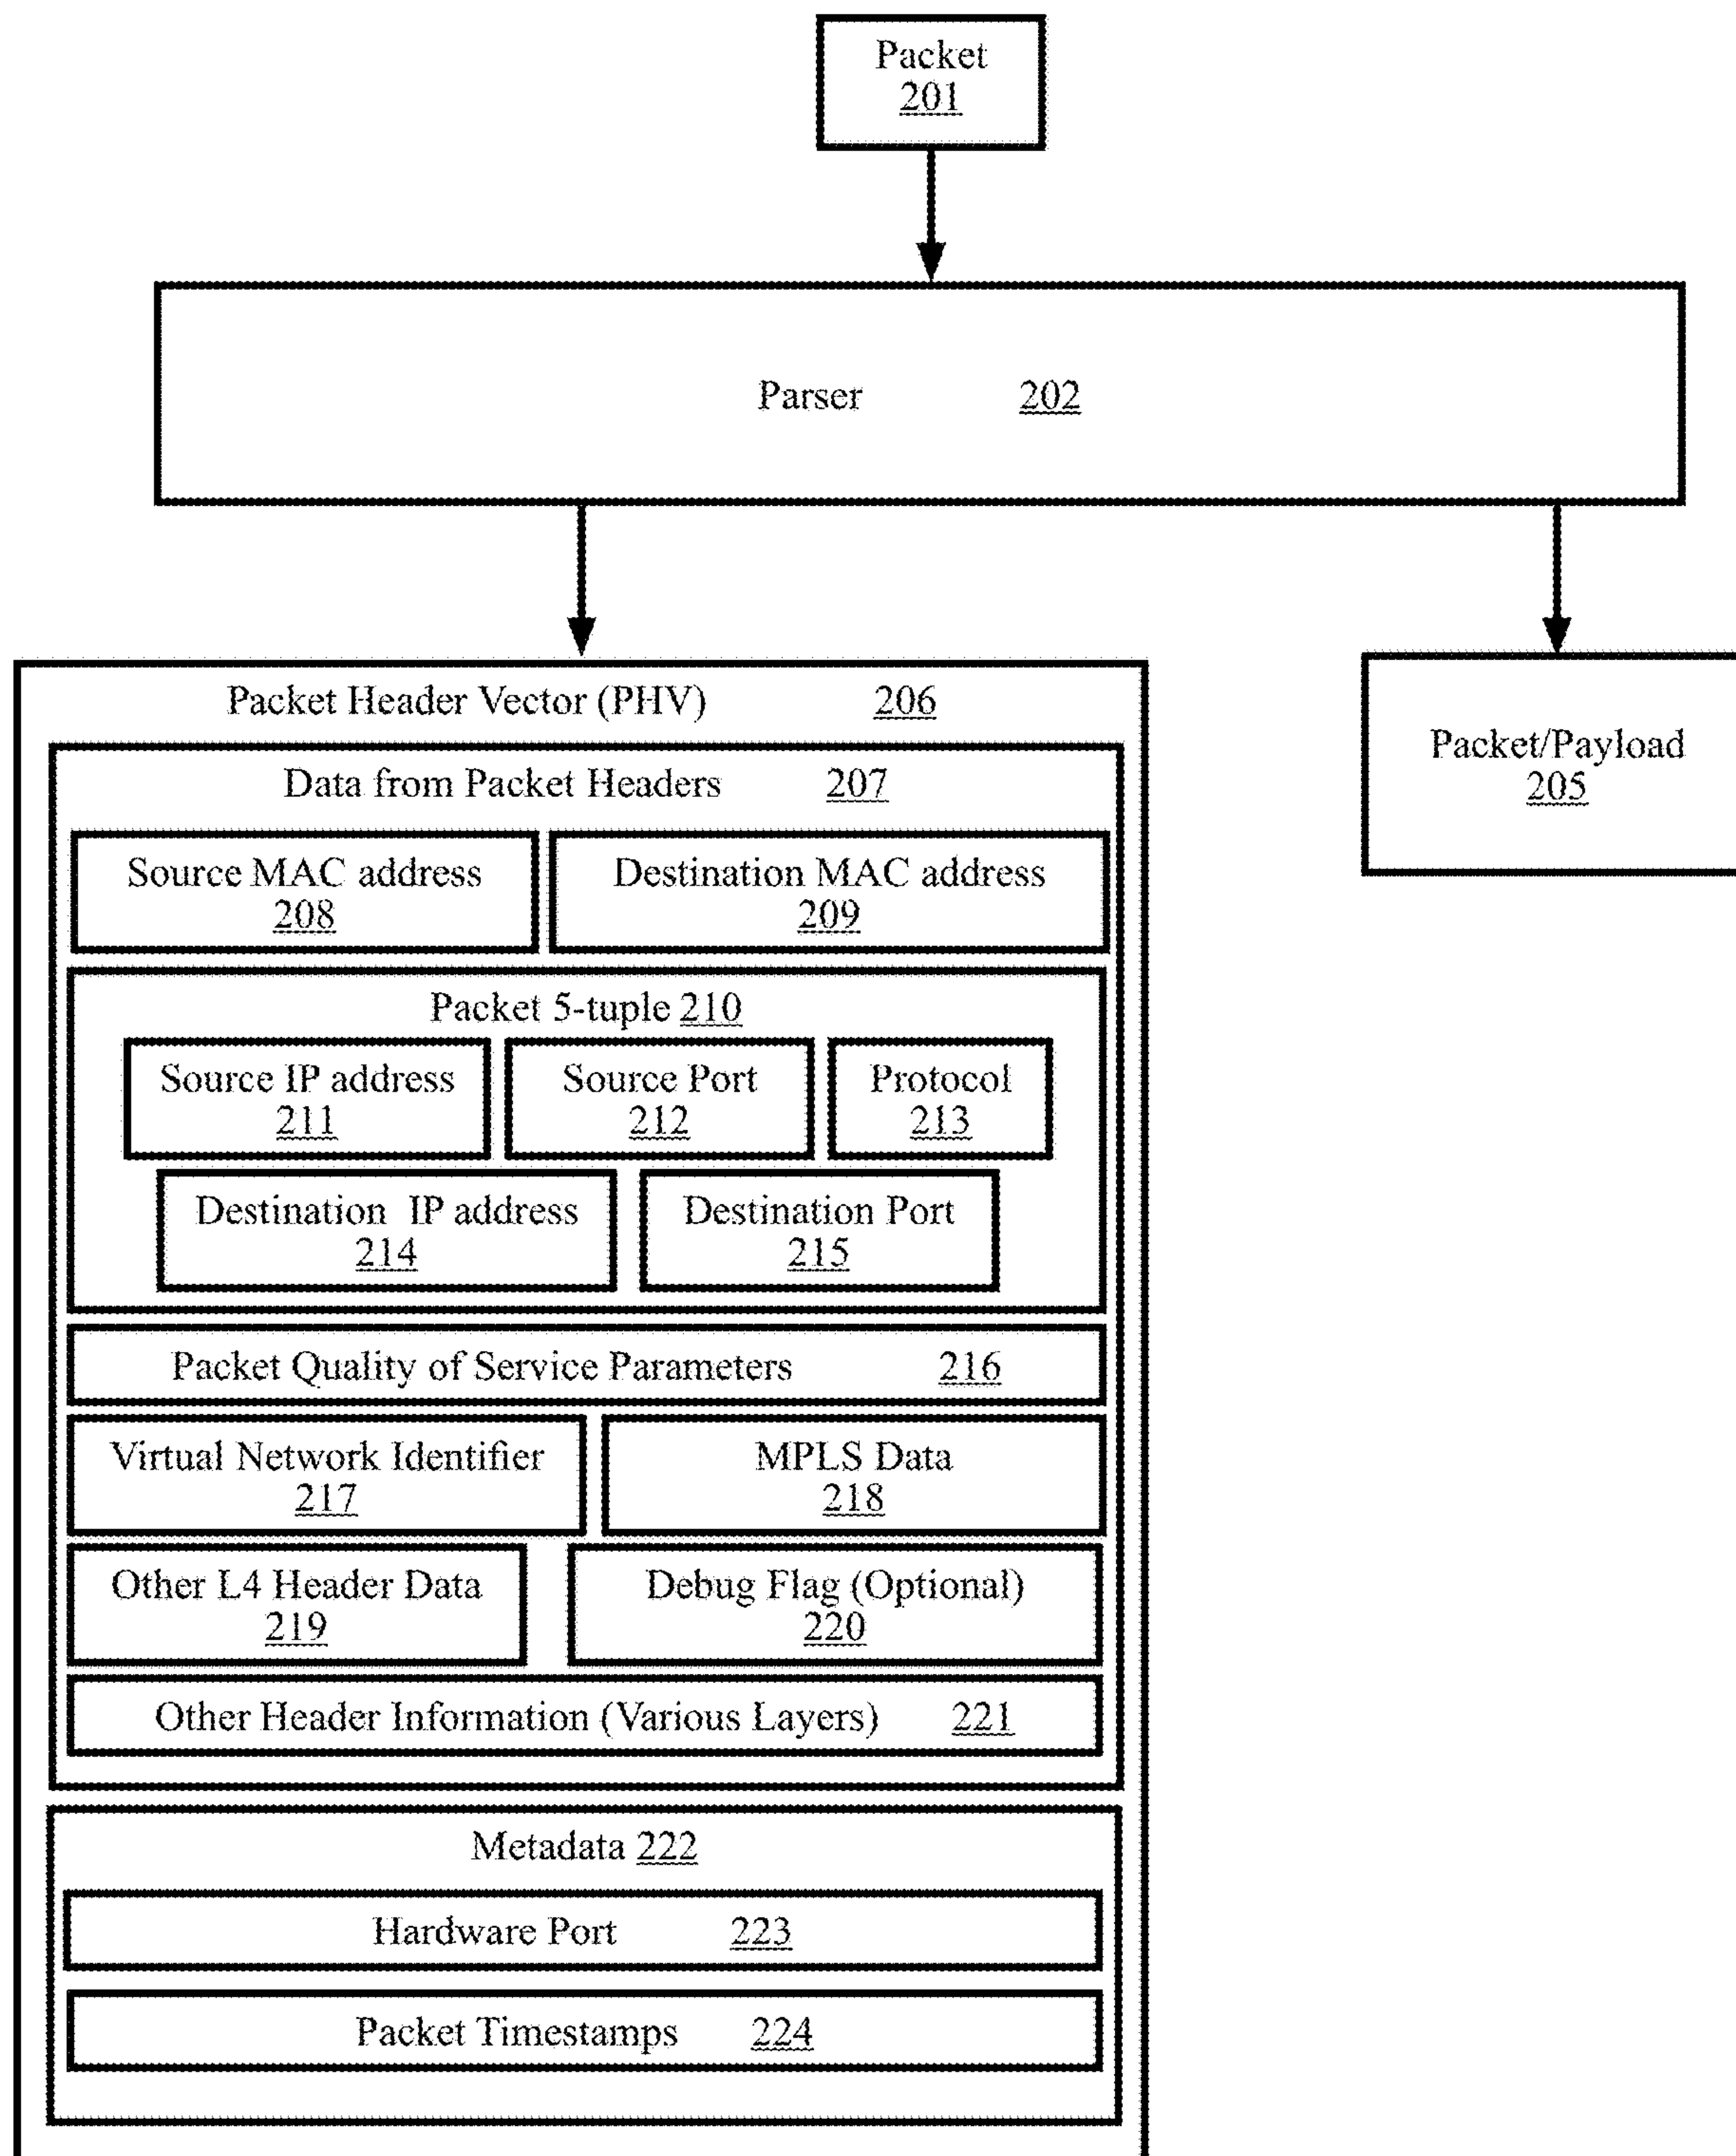 Packet
201
Parser 202
Packet Header Vector (PHV) 206
Data from Packet Headers 207
Source MAC address
208
Destination MAC address
209
Packet 5-tuple 210
Source IP address
211
Source Port
212
Protocol
213
Destination IP address
214
Destination Port
215
Packet Quality of Service Parameters 216
Virtual Network Identifier
217
MPLS Data
218
Other L4 Header Data
219
Debug Flag (Optional)
220
Other Header Information (Various Layers) 221
Metadata 222
Hardware Port 223
Packet Timestamps 224
Packet/Payload
205